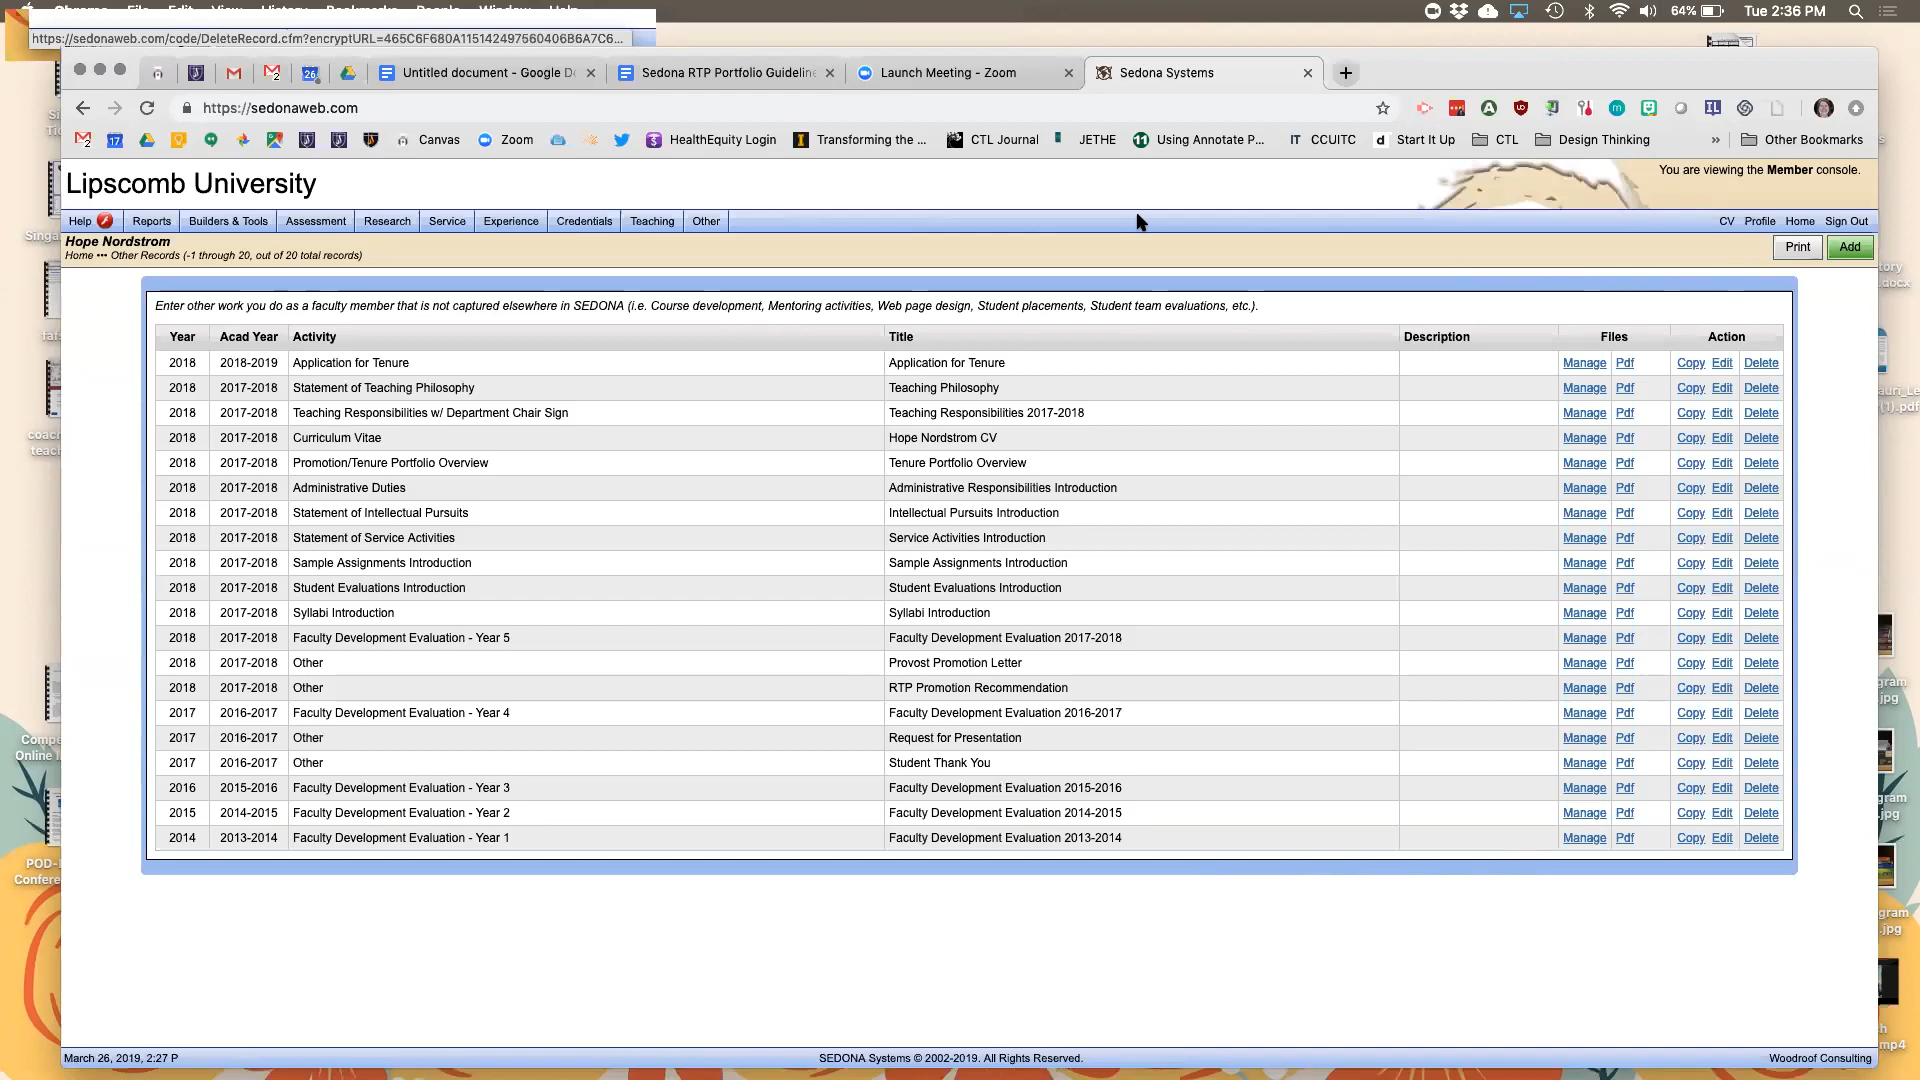 Chrome File Edit View History Bookmarks People Window Help
64% Tue 2:36 PM
https://sedonaweb.com/code/DeleteRecord.cfm?encryptURL=465C6F680A115142497560406B6A7C6...
Untitled document - Google D
Sedona RTP Portfolio Guideline
Launch Meeting - Zoom
Sedona Systems
https://sedonaweb.com
Canvas Zoom HealthEquity Login Transforming the ... CTL Journal JETHE Using Annotate P... CCUITC Start It Up CTL Design Thinking » Other Bookmarks
Lipscomb University
You are viewing the Member console.
Help Reports Builders & Tools Assessment Research Service Experience Credentials Teaching Other
CV Profile Home Sign Out
Hope Nordstrom
Home ••• Other Records (-1 through 20, out of 20 total records)
Print Add
Enter other work you do as a faculty member that is not captured elsewhere in SEDONA (i.e. Course development, Mentoring activities, Web page design, Student placements, Student team evaluations, etc.).
Year Acad Year Activity Title Description Files Action
2018 2018-2019 Application for Tenure Application for Tenure Manage Pdf Copy Edit Delete
2018 2017-2018 Statement of Teaching Philosophy Teaching Philosophy Manage Pdf Copy Edit Delete
2018 2017-2018 Teaching Responsibilities w/ Department Chair Sign Teaching Responsibilities 2017-2018 Manage Pdf Copy Edit Delete
2018 2017-2018 Curriculum Vitae Hope Nordstrom CV Manage Pdf Copy Edit Delete
2018 2017-2018 Promotion/Tenure Portfolio Overview Tenure Portfolio Overview Manage Pdf Copy Edit Delete
2018 2017-2018 Administrative Duties Administrative Responsibilities Introduction Manage Pdf Copy Edit Delete
2018 2017-2018 Statement of Intellectual Pursuits Intellectual Pursuits Introduction Manage Pdf Copy Edit Delete
2018 2017-2018 Statement of Service Activities Service Activities Introduction Manage Pdf Copy Edit Delete
2018 2017-2018 Sample Assignments Introduction Sample Assignments Introduction Manage Pdf Copy Edit Delete
2018 2017-2018 Student Evaluations Introduction Student Evaluations Introduction Manage Pdf Copy Edit Delete
2018 2017-2018 Syllabi Introduction Syllabi Introduction Manage Pdf Copy Edit Delete
2018 2017-2018 Faculty Development Evaluation - Year 5 Faculty Development Evaluation 2017-2018 Manage Pdf Copy Edit Delete
2018 2017-2018 Other Provost Promotion Letter Manage Pdf Copy Edit Delete
2018 2017-2018 Other RTP Promotion Recommendation Manage Pdf Copy Edit Delete
2017 2016-2017 Faculty Development Evaluation - Year 4 Faculty Development Evaluation 2016-2017 Manage Pdf Copy Edit Delete
2017 2016-2017 Other Request for Presentation Manage Pdf Copy Edit Delete
2017 2016-2017 Other Student Thank You Manage Pdf Copy Edit Delete
2016 2015-2016 Faculty Development Evaluation - Year 3 Faculty Development Evaluation 2015-2016 Manage Pdf Copy Edit Delete
2015 2014-2015 Faculty Development Evaluation - Year 2 Faculty Development Evaluation 2014-2015 Manage Pdf Copy Edit Delete
2014 2013-2014 Faculty Development Evaluation - Year 1 Faculty Development Evaluation 2013-2014 Manage Pdf Copy Edit Delete
March 26, 2019, 2:27 P
SEDONA Systems © 2002-2019. All Rights Reserved.
Woodroof Consulting